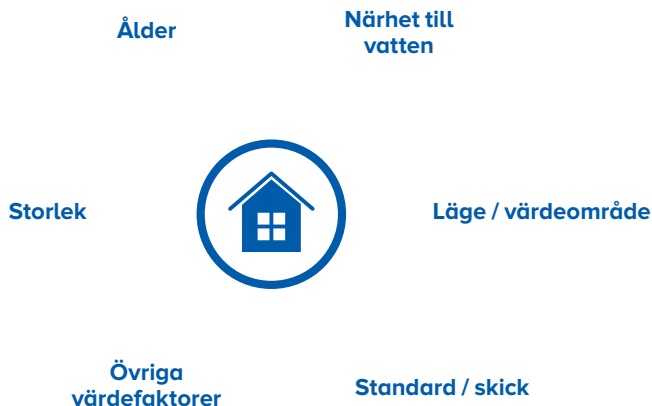 Ålder
Närhet till
vatten
Storlek
Läge / värdeområde
Övriga
värdefaktorer
Standard / skick